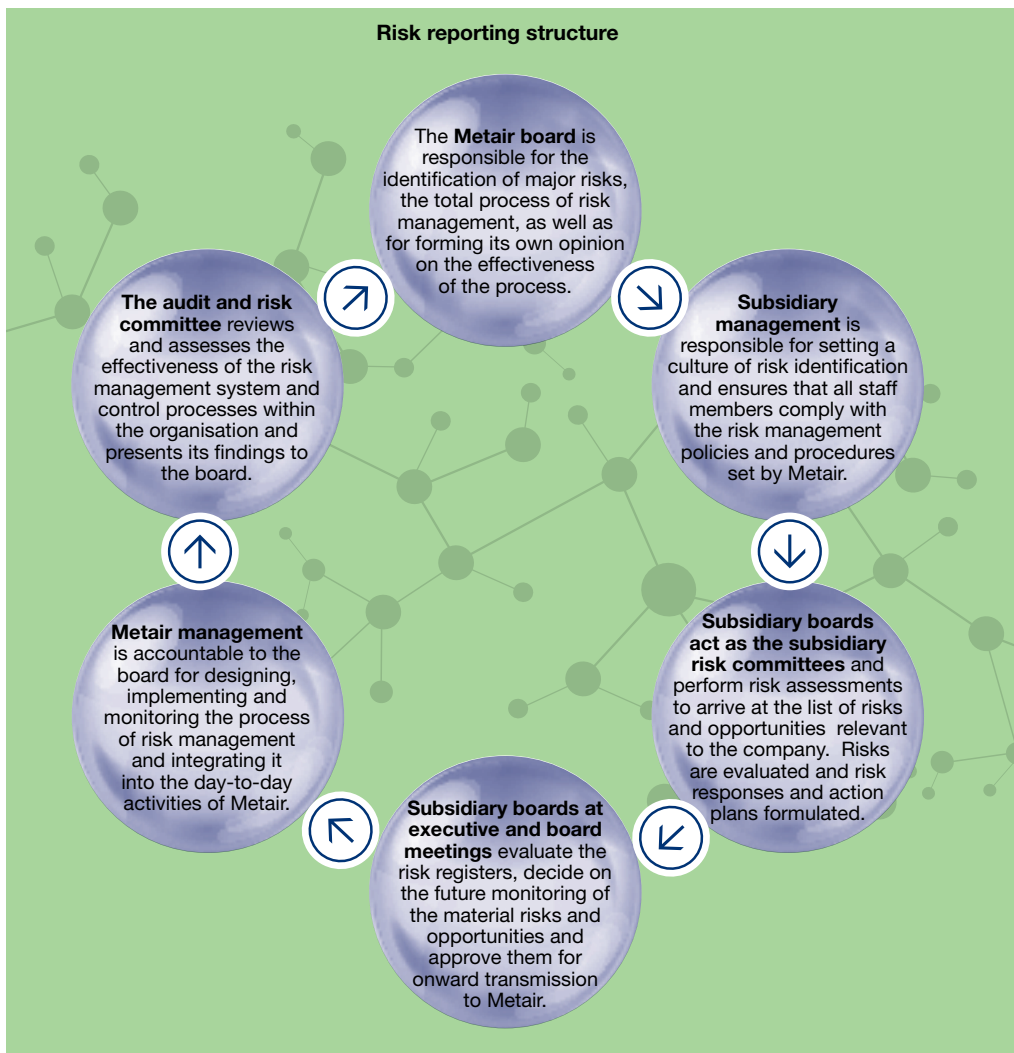 Risk reporting structure
The Metair board is
responsible for the
identification of major risks,
the total process of risk
management, as well as
for forming its own opinion
on the effectiveness
of the process.
Subsidiary
management is
responsible for setting a
culture of risk identification
and ensures that all staff
members comply with
the risk management
policies and procedures
set by Metair.
Subsidiary boards
act as the subsidiary
risk committees and
perform risk assessments
to arrive at the list of risks
and opportunities relevant
to the company. Risks
are evaluated and risk
responses and action
plans formulated.
Subsidiary boards at
executive and board
meetings evaluate the
risk registers, decide on
the future monitoring of
the material risks and
opportunities and
approve them for
onward transmission
to Metair.
Metair management
is accountable to the
board for designing,
implementing and
monitoring the process
of risk management
and integrating it
into the day-to-day
activities of Metair.
The audit and risk
committee reviews
and assesses the
effectiveness of the risk
management system and
control processes within
the organisation and
presents its findings to
the board.